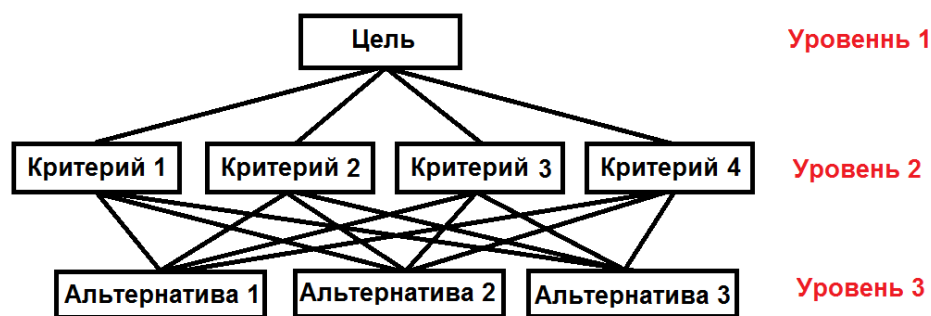 Цель Уровеннь 1
Критерий 1 Критерий 2 Критерий 3 Критерий 4 Уровень 2
Альтернатива 1 Альтернатива 2 Альтернатива 3 Уровень 3